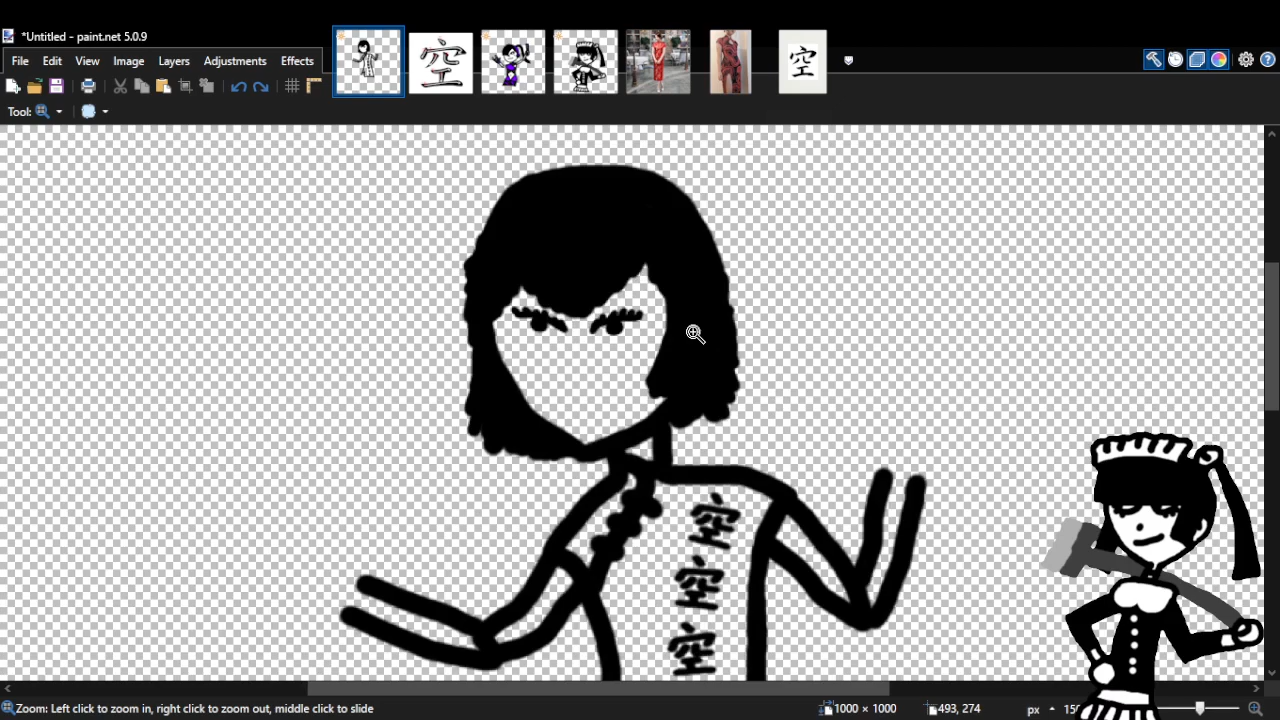 *Untitled - paint.net 5.0.9
File Edit View Image Layers Adjustments Effects
空
空
Tool:
空
空
空
Zoom: Left click to zoom in, right click to zoom out, middle click to slide
1000 × 1000
493, 274
px